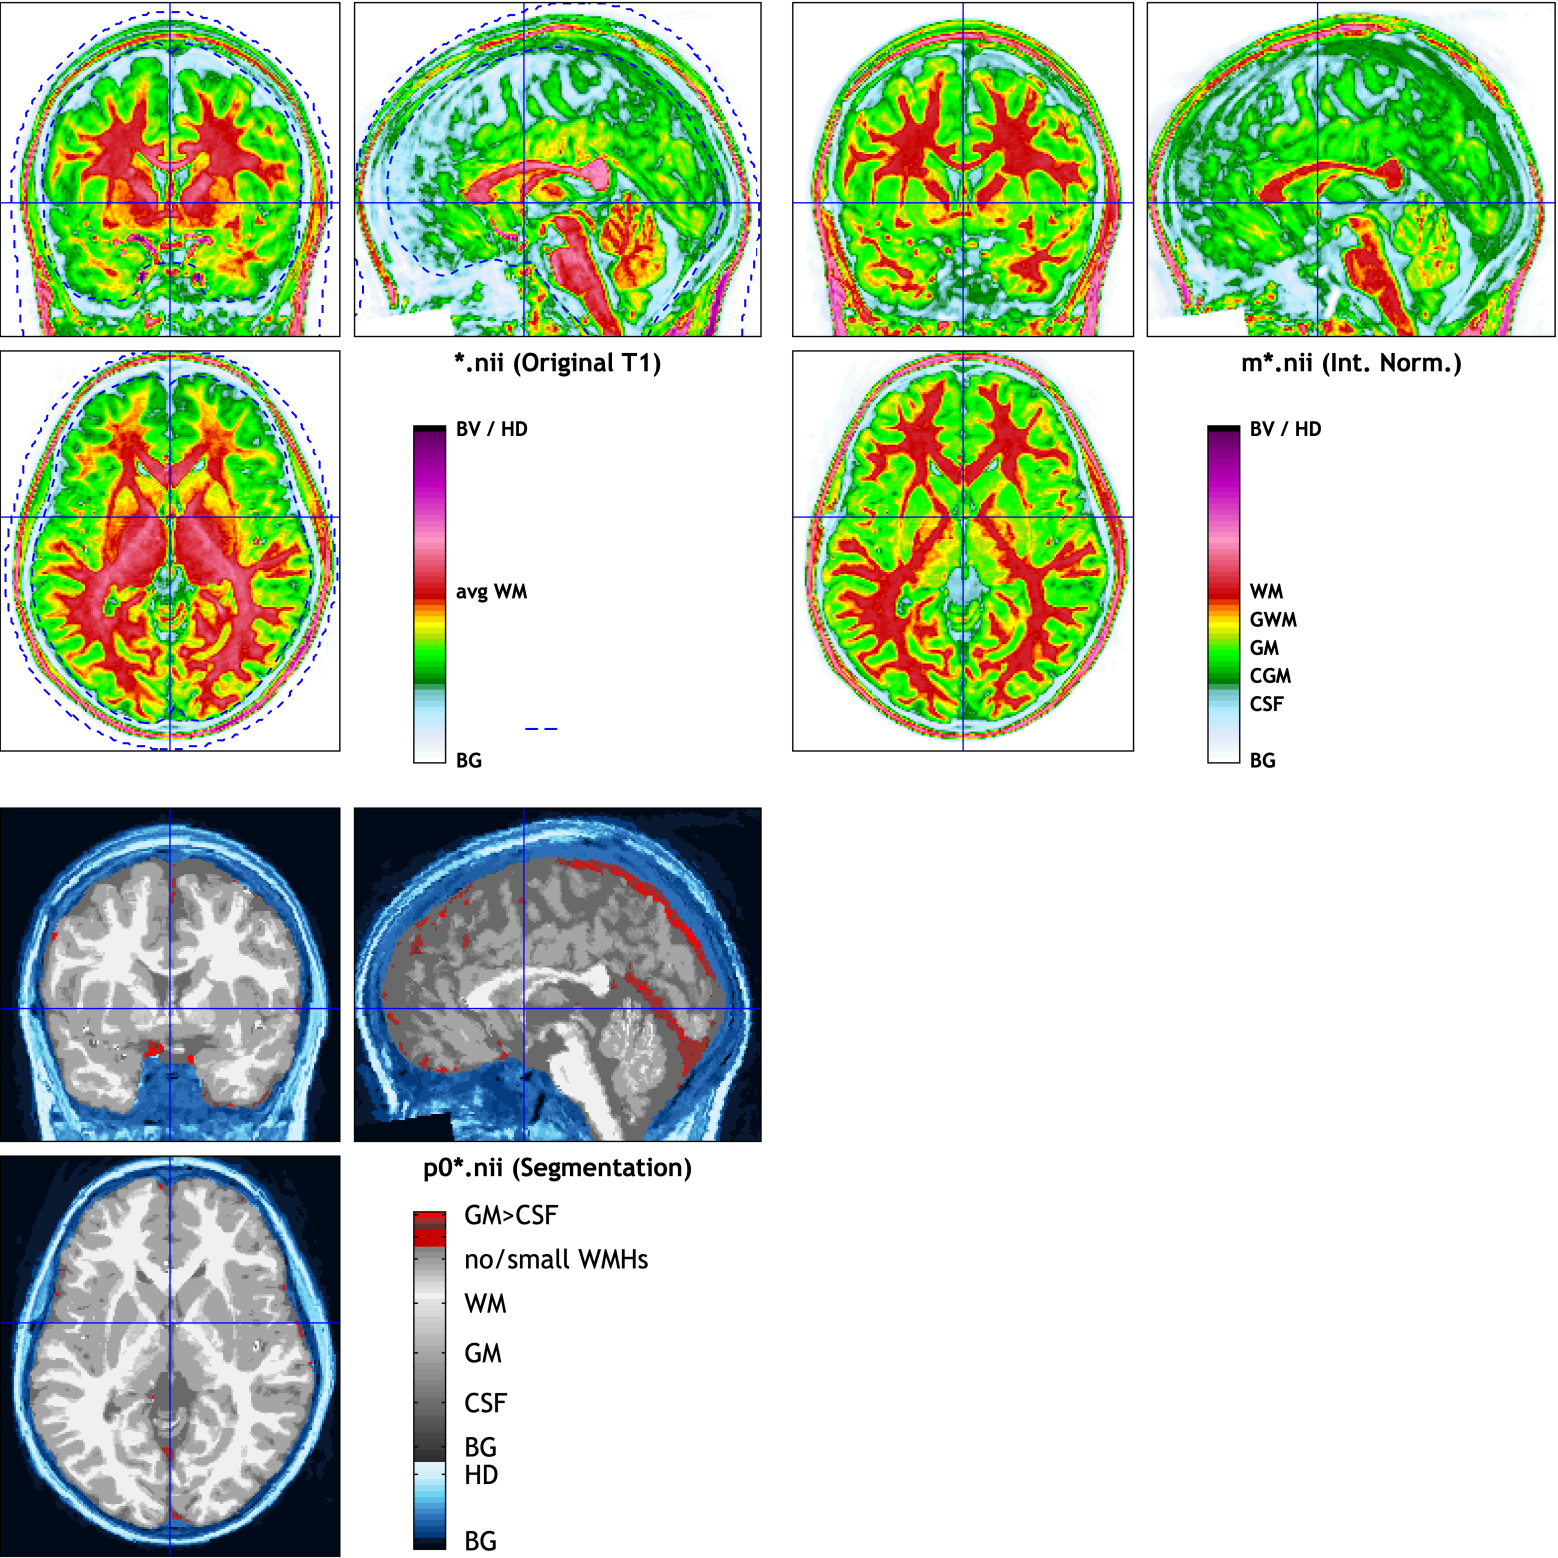 *.nii (Original T1)
BV / HD
avg WM
BG
m*.nii (Int. Norm.)
BV / HD
WM
GWM
GM
CGM
CSF
BG
p0*.nii (Segmentation)
GM>CSF
no/small WMHs
WM
GM
CSF
BG
HD
BG